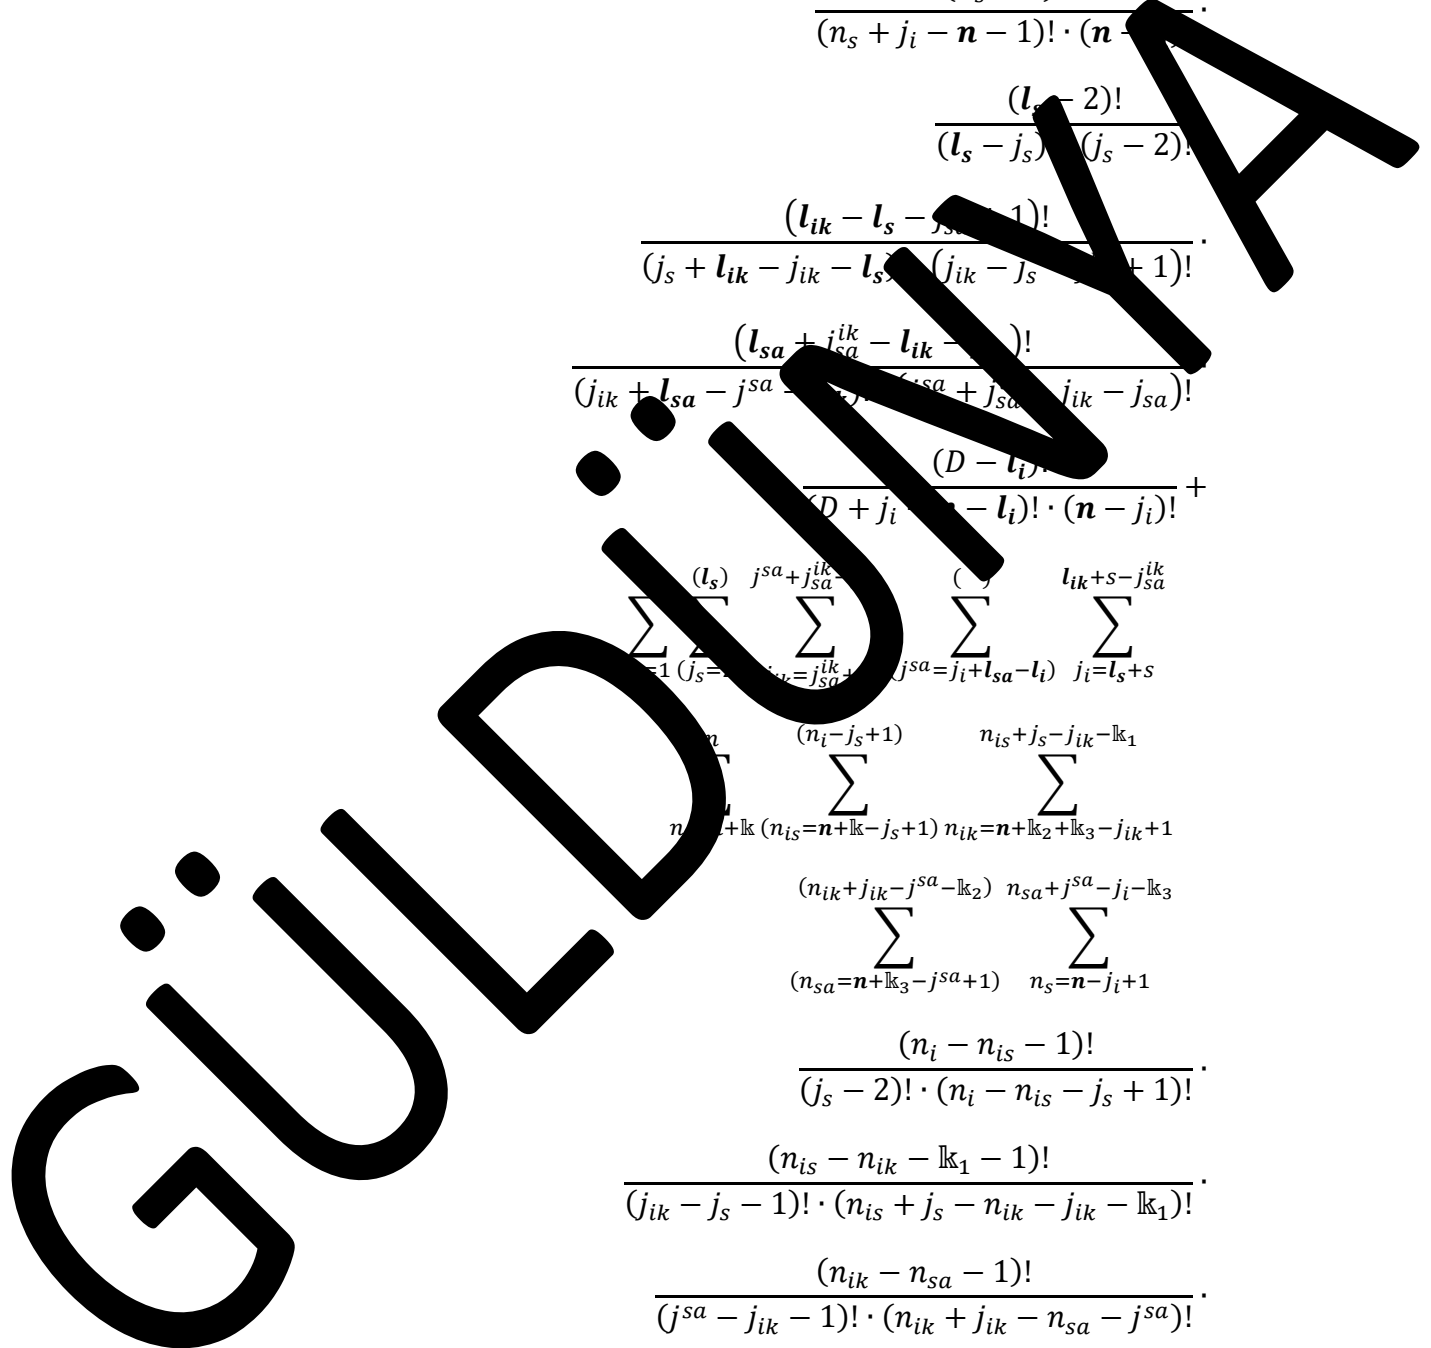 (n_s + j_i − n − 1)! · (n
(l_s − 2)!
(l_s − j_s) (j_s − 2)!
(l_ik − l_s − 1)!
(j_s + l_ik − j_ik − l_s) (j_ik − j_s + 1)!
(l_sa + j_sa^ik − l_ik )!
(j_ik + l_sa − j^sa (j^sa + j_sa j_ik − j_sa)!
(D − l_i)!
(D + j_i − l_i)! · (n − j_i)! +
(l_s) j^sa+j_sa^ik ( ) l_ik+s−j_sa^ik
∑ ∑ ∑ ∑ ∑
=1 (j_s= =j_sa^ik+ (j^sa=j_i+l_sa−l_i) j_i=l_s+s
n (n_i−j_s+1) n_is+j_s−j_ik−𝕜_1
∑ ∑ ∑
+𝕜 (n_is=n+𝕜−j_s+1) n_ik=n+𝕜_2+𝕜_3−j_ik+1
(n_ik+j_ik−j^sa−𝕜_2) n_sa+j^sa−j_i−𝕜_3
∑ ∑
(n_sa=n+𝕜_3−j^sa+1) n_s=n−j_i+1
(n_i − n_is − 1)!
(j_s − 2)! · (n_i − n_is − j_s + 1)! ·
(n_is − n_ik − 𝕜_1 − 1)!
(j_ik − j_s − 1)! · (n_is + j_s − n_ik − j_ik − 𝕜_1)! ·
(n_ik − n_sa − 1)!
(j^sa − j_ik − 1)! · (n_ik + j_ik − n_sa − j^sa)! ·
GÜLDÜNYA